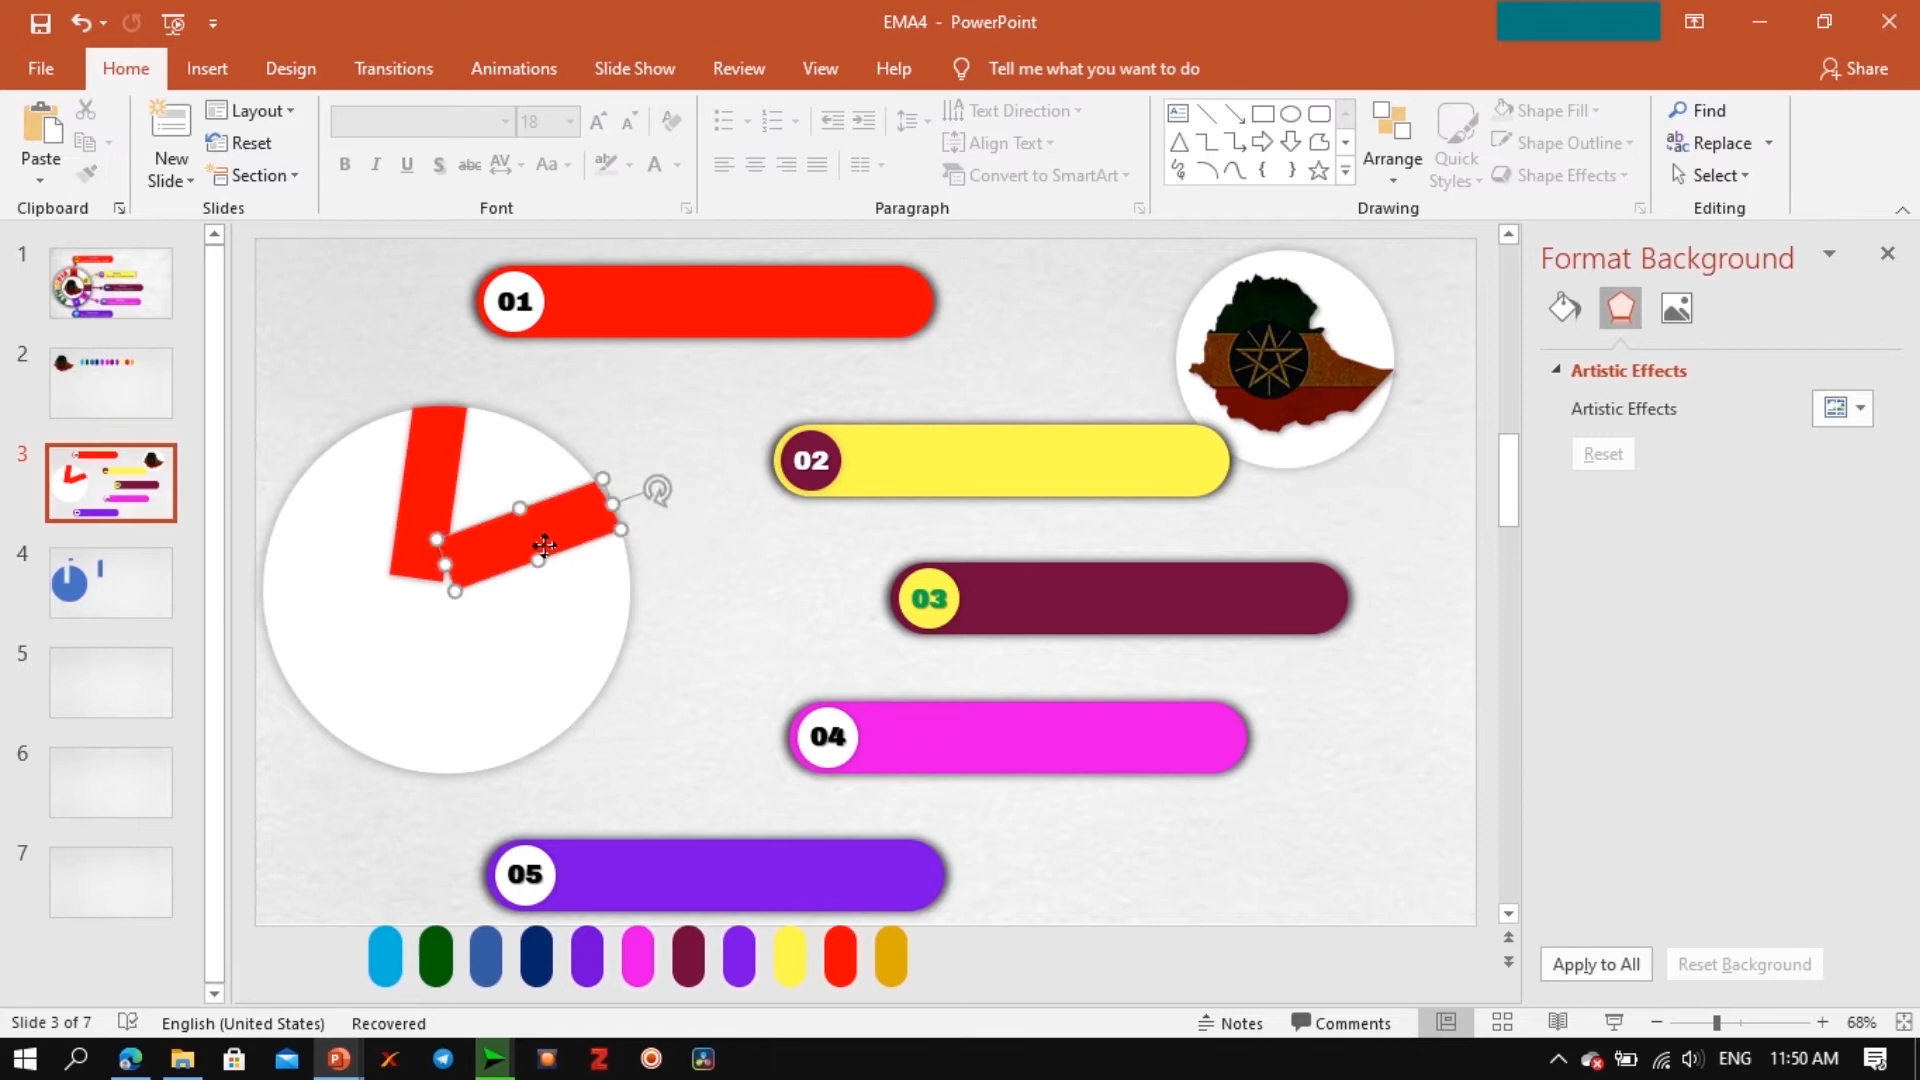 EMA4 - PowerPoint
File Home Insert Design Transitions Animations Slide Show Review View Help Tell me what you want to do Share
Paste
Clipboard
New Slide
Layout
Reset
Section
Slides
18
B I U S abc AV Aa A
Font
Text Direction
Align Text
Convert to SmartArt
Paragraph
Arrange
Quick Styles
Shape Fill
Shape Outline
Shape Effects
Drawing
Find
Replace
Select
Editing
1
2
3
4
5
6
7
01
02
03
04
05
Format Background
Artistic Effects
Artistic Effects
Reset
Apply to All Reset Background
Slide 3 of 7 English (United States) Recovered Notes Comments 68%
ENG 11:50 AM